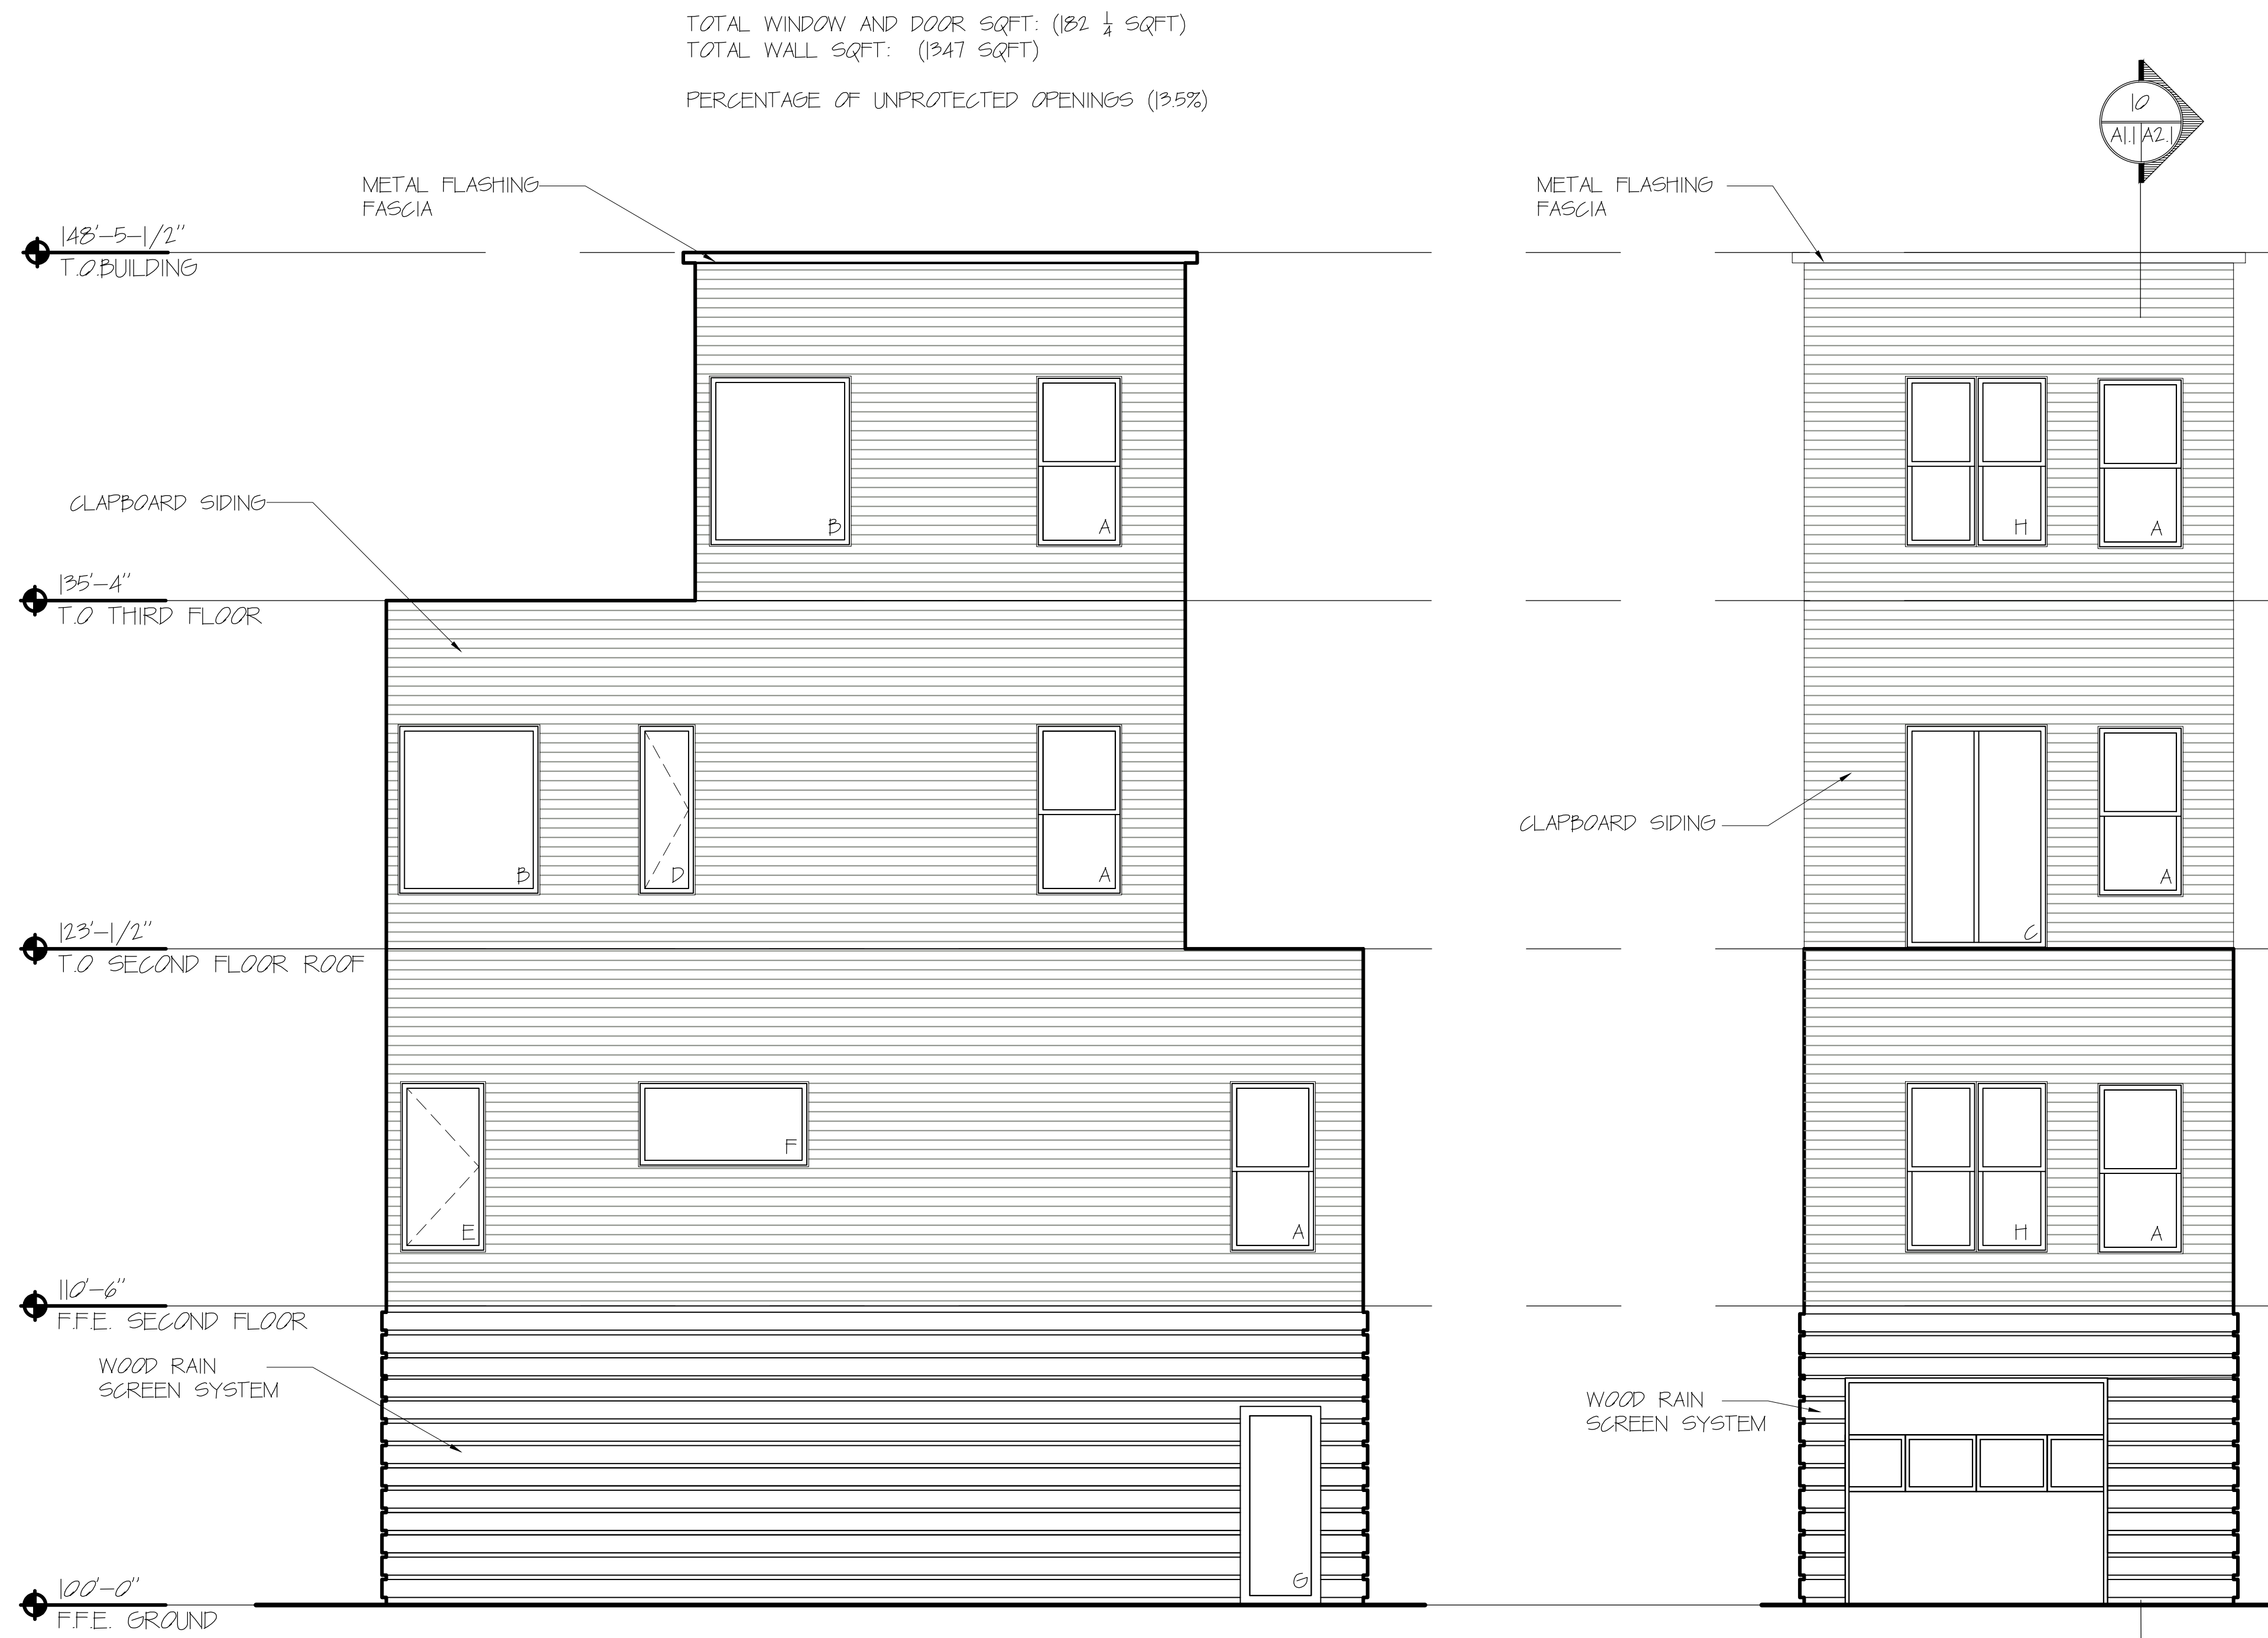 TOTAL WINDOW AND DOOR SQFT: (182 1/4 SQFT)
TOTAL WALL SQFT: (1347 SQFT)
PERCENTAGE OF UNPROTECTED OPENINGS (13.5%)
10
A1.1 A2.1
METAL FLASHING
FASCIA
METAL FLASHING
FASCIA
148'-5-1/2"
T.O.BUILDING
B
A
H
A
CLAPBOARD SIDING
135'-4"
T.O THIRD FLOOR
B
D
A
CLAPBOARD SIDING
C
A
123'-1/2"
T.O SECOND FLOOR ROOF
E
F
A
H
A
110'-6"
F.F.E. SECOND FLOOR
WOOD RAIN
SCREEN SYSTEM
WOOD RAIN
SCREEN SYSTEM
G
100'-0"
F.F.E. GROUND